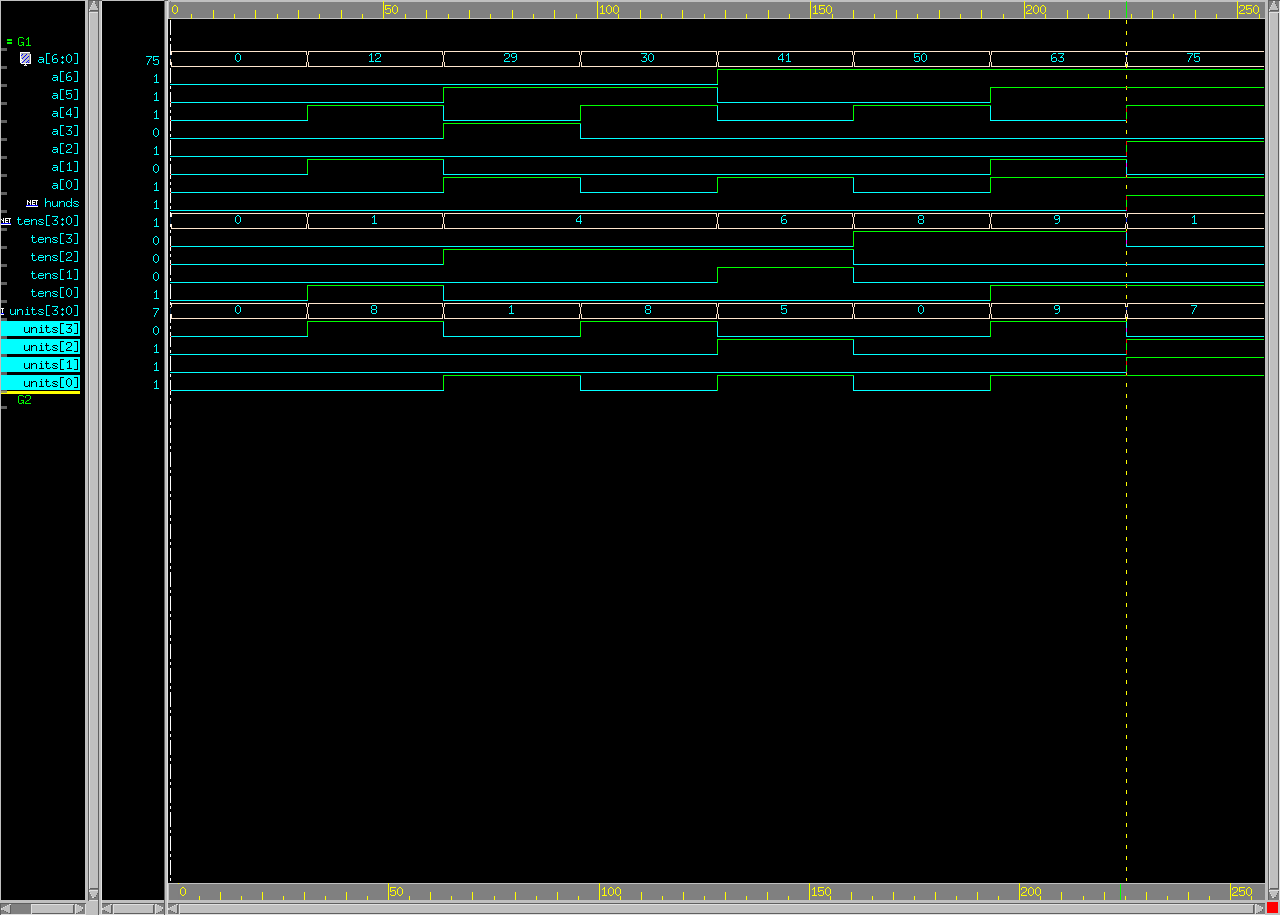 0 50 100 150 200 250
= G1
a[6:0] 75 0 12 29 30 41 50 63 75
a[6] 1
a[5] 1
a[4] 1
a[3] 0
a[2] 1
a[1] 0
a[0] 1
NET hunds 1
NET tens[3:0] 1 0 1 4 6 8 9 1
tens[3] 0
tens[2] 0
tens[1] 0
tens[0] 1
units[3:0] 7 0 8 1 8 5 0 9 7
units[3] 0
units[2] 1
units[1] 1
units[0] 1
G2
0 50 100 150 200 250